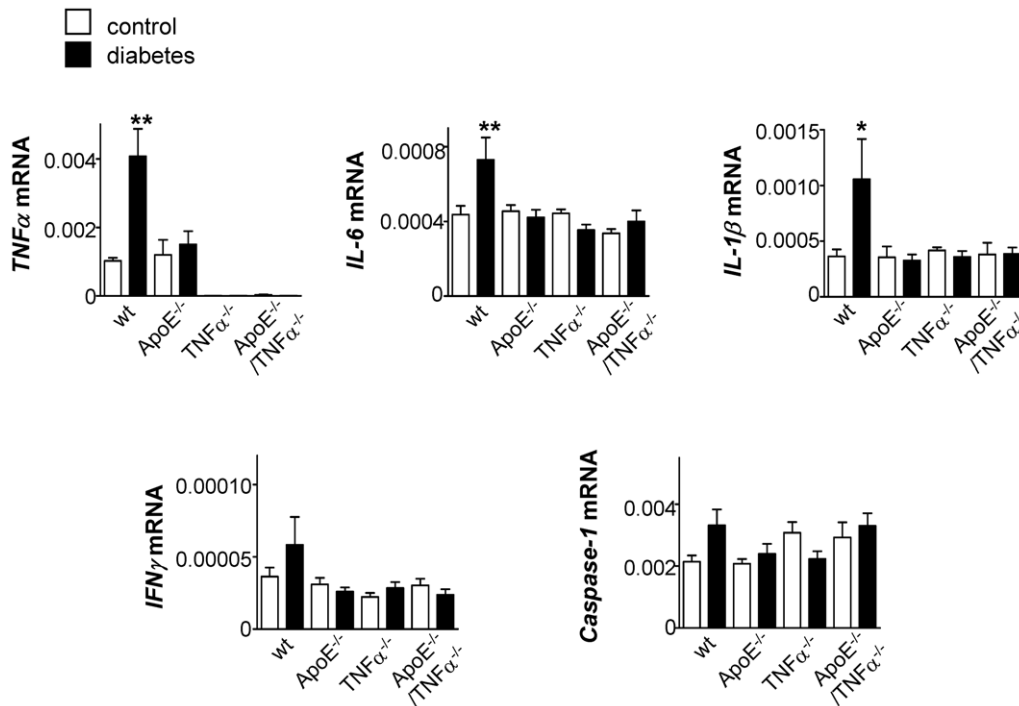 control
diabetes
TNFα mRNA
**
0.004
0.002
0
wt
ApoE-/-
TNFα-/-
ApoE-/-
/TNFα-/-
IL-6 mRNA
**
0.0008
0.0004
0
wt
ApoE-/-
TNFα-/-
ApoE-/-
/TNFα-/-
IL-1β mRNA
*
0.0015
0.0010
0.0005
0
wt
ApoE-/-
TNFα-/-
ApoE-/-
/TNFα-/-
IFNγ mRNA
0.00010
0.00005
0
wt
ApoE-/-
TNFα-/-
ApoE-/-
/TNFα-/-
Caspase-1 mRNA
0.004
0.002
0
wt
ApoE-/-
TNFα-/-
ApoE-/-
/TNFα-/-